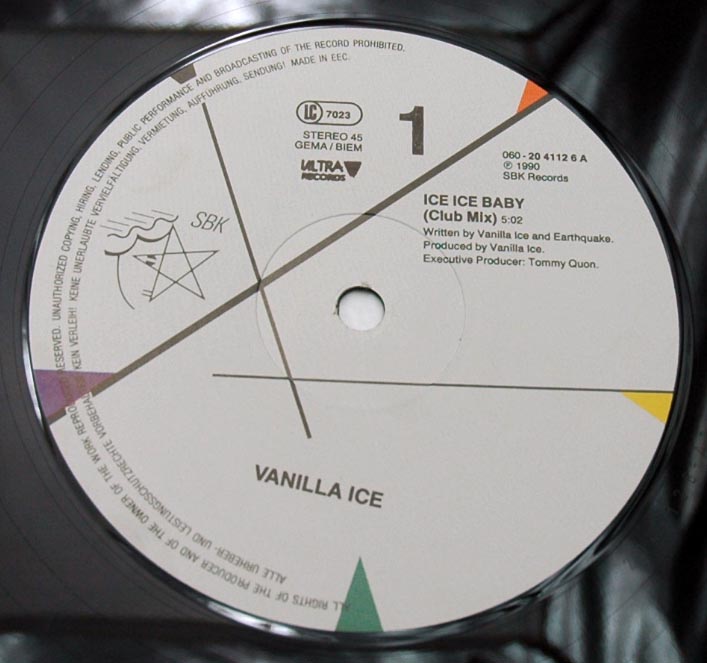 ALL RIGHTS OF THE PRODUCER AND OF THE OWNER OF THE WORK REPRODUCED RESERVED. UNAUTHORIZED COPYING, HIRING, LENDING, PUBLIC PERFORMANCE AND BROADCASTING OF THE RECORD PROHIBITED.
ALLE URHEBER- UND LEISTUNGSSCHUTZRECHTE VORBEHALTEN KEIN VERLEIH! KEINE UNERLAUBTE VERVIELFÄLTIGUNG, VERMIETUNG, AUFFÜHRUNG, SENDUNG! MADE IN EEC.
LC 7023
STEREO 45
GEMA / BIEM
ULTRA
RECORDS
1
060 - 20 4112 6 A
℗ 1990
SBK Records
SBK
ICE ICE BABY
(Club Mix) 5:02
Written by Vanilla Ice and Earthquake.
Produced by Vanilla Ice.
Executive Producer: Tommy Quon.
VANILLA ICE